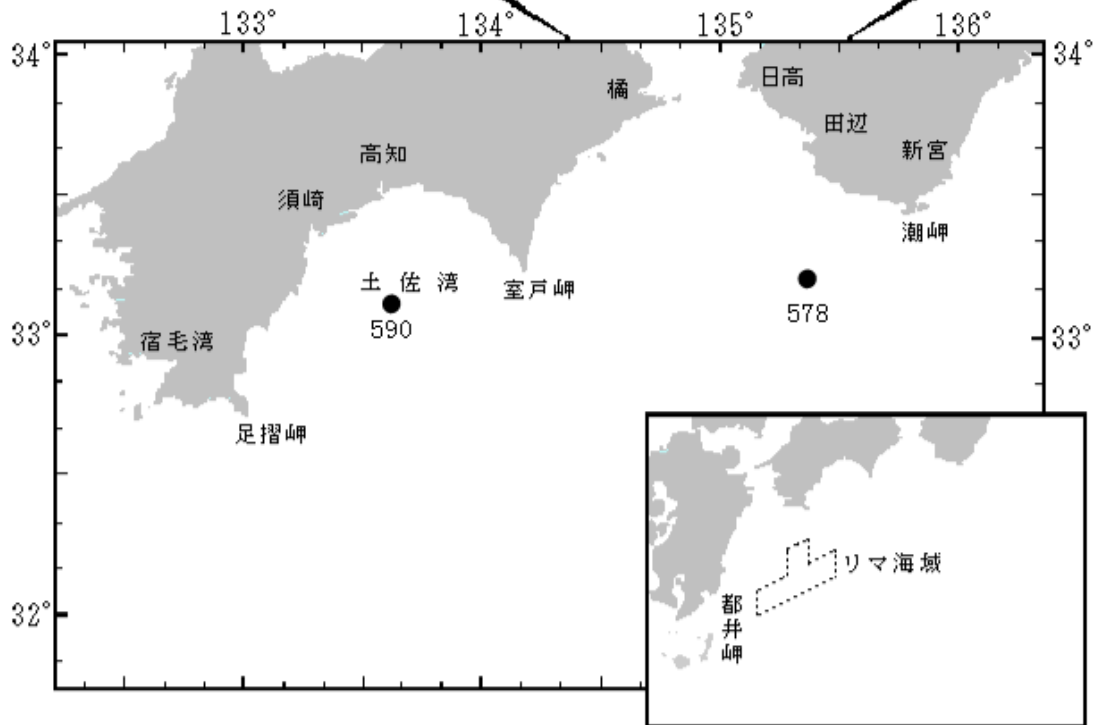 133° 134° 135° 136°
34° 34°
橘
日高
田辺
高知
新宮
須崎
潮岬
土 佐 湾
室戸岬
590
578
33° 33°
宿毛湾
足摺岬
リマ海域
都井岬
32°